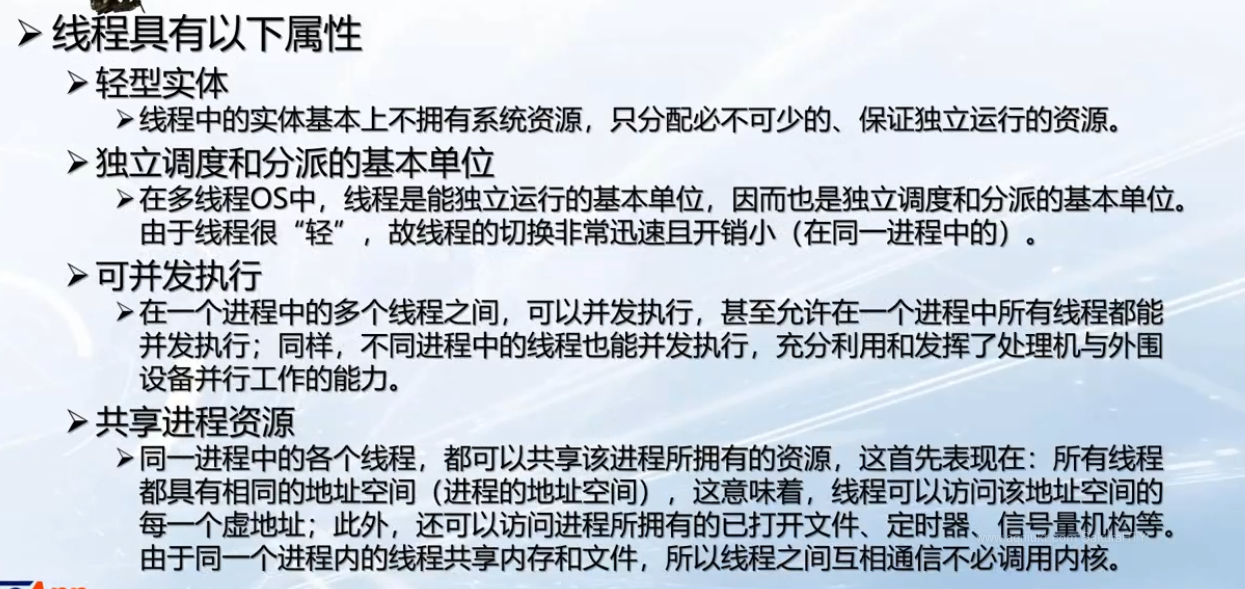 ➢线程具有以下属性
➢轻型实体
➢线程中的实体基本上不拥有系统资源，只分配必不可少的、保证独立运行的资源。
➢独立调度和分派的基本单位
➢在多线程OS中，线程是能独立运行的基本单位，因而也是独立调度和分派的基本单位。
由于线程很“轻”，故线程的切换非常迅速且开销小（在同一进程中的）。
➢可并发执行
➢在一个进程中的多个线程之间，可以并发执行，甚至允许在一个进程中所有线程都能
并发执行；同样，不同进程中的线程也能并发执行，充分利用和发挥了处理机与外围
设备并行工作的能力。
➢共享进程资源
➢同一进程中的各个线程，都可以共享该进程所拥有的资源，这首先表现在：所有线程
都具有相同的地址空间（进程的地址空间），这意味着，线程可以访问该地址空间的
每一个虚地址；此外，还可以访问进程所拥有的已打开文件、定时器、信号量机构等。
由于同一个进程内的线程共享内存和文件，所以线程之间互相通信不必调用内核。